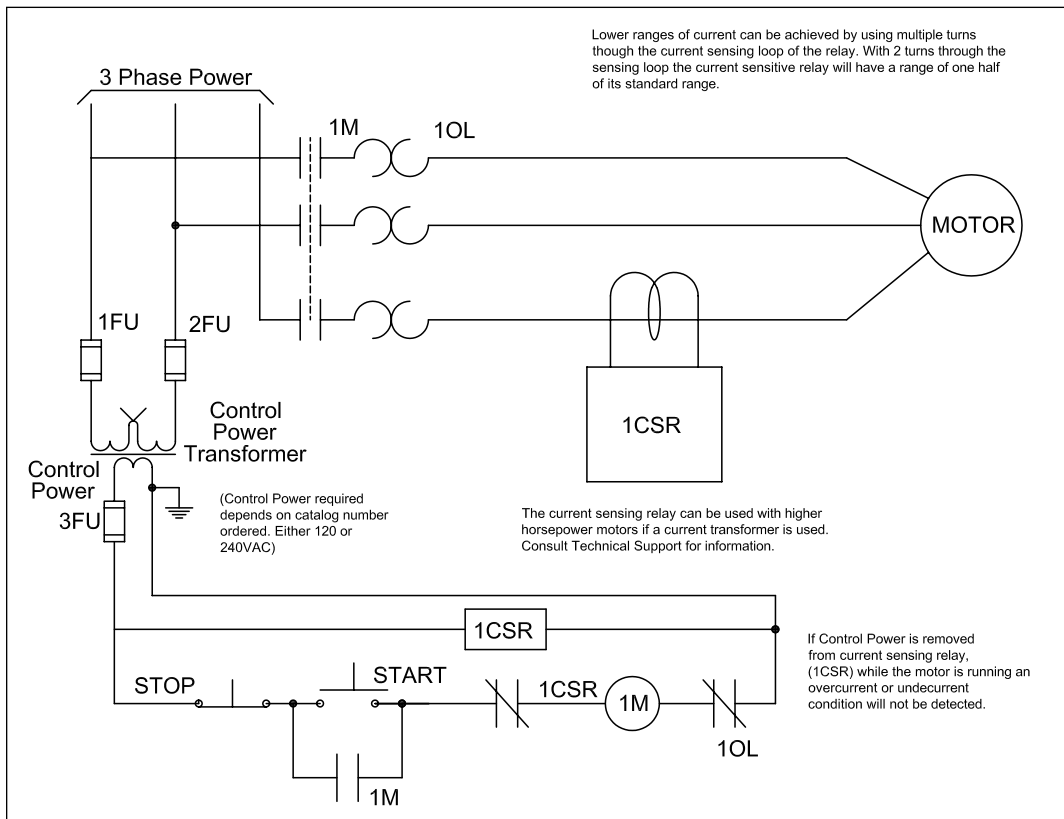 Lower ranges of current can be achieved by using multiple turns
though the current sensing loop of the relay. With 2 turns through the
sensing loop the current sensitive relay will have a range of one half
of its standard range.
3 Phase Power
1M
1OL
MOTOR
1FU
2FU
1CSR
Control
Power
Transformer
Control
Power
3FU
(Control Power required
depends on catalog number
ordered. Either 120 or
240VAC)
The current sensing relay can be used with higher
horsepower motors if a current transformer is used.
Consult Technical Support for information.
1CSR
If Control Power is removed
from current sensing relay,
(1CSR) while the motor is running an
overcurrent or undecurrent
condition will not be detected.
STOP
START
1CSR
1M
1OL
1M